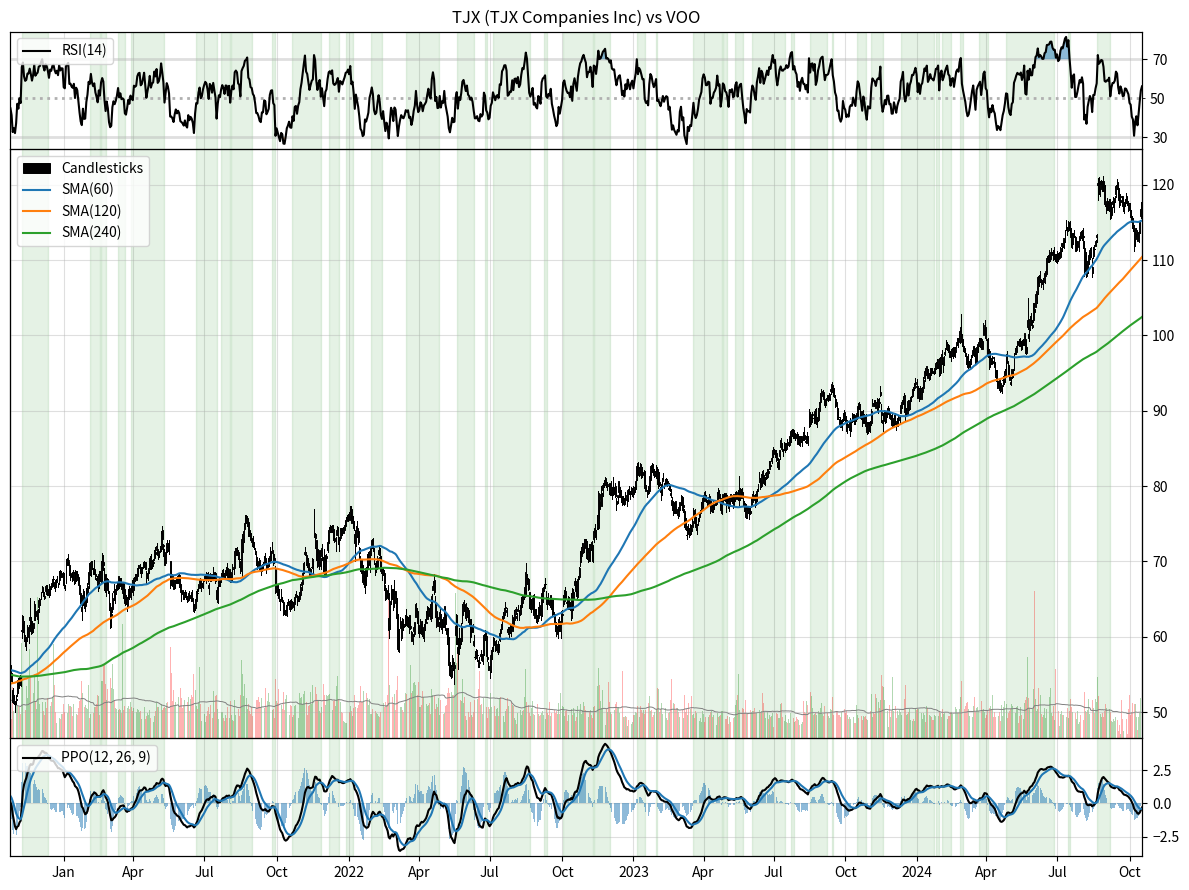 TJX (TJX Companies Inc) vs VOO
RSI(14)
70
50
30
Candlesticks
SMA(60)
SMA(120)
SMA(240)
120
110
100
90
80
70
60
50
PPO(12, 26, 9)
2.5
0.0
−2.5
Jan Apr Jul Oct 2022 Apr Jul Oct 2023 Apr Jul Oct 2024 Apr Jul Oct